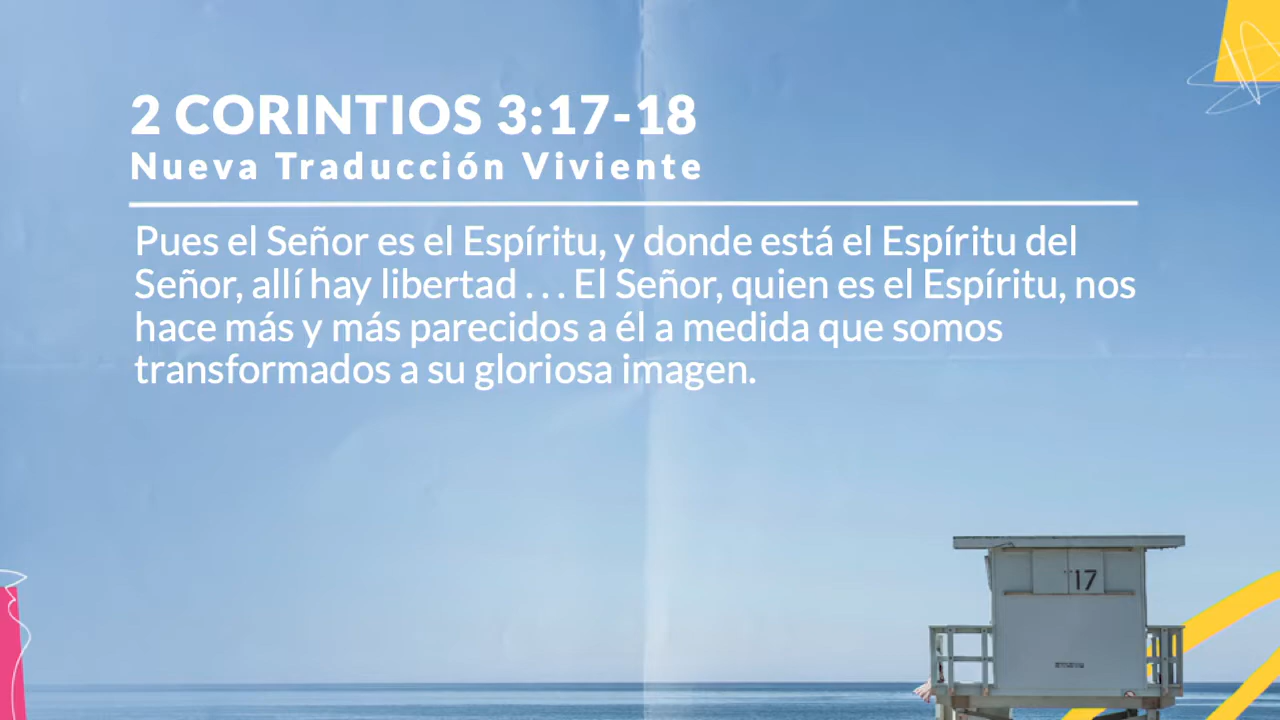 2 CORINTIOS 3:17-18
Nueva Traducción Viviente
Pues el Señor es el Espíritu, y donde está el Espíritu del
Señor, allí hay libertad . . . El Señor, quien es el Espíritu, nos
hace más y más parecidos a él a medida que somos
transformados a su gloriosa imagen.
17